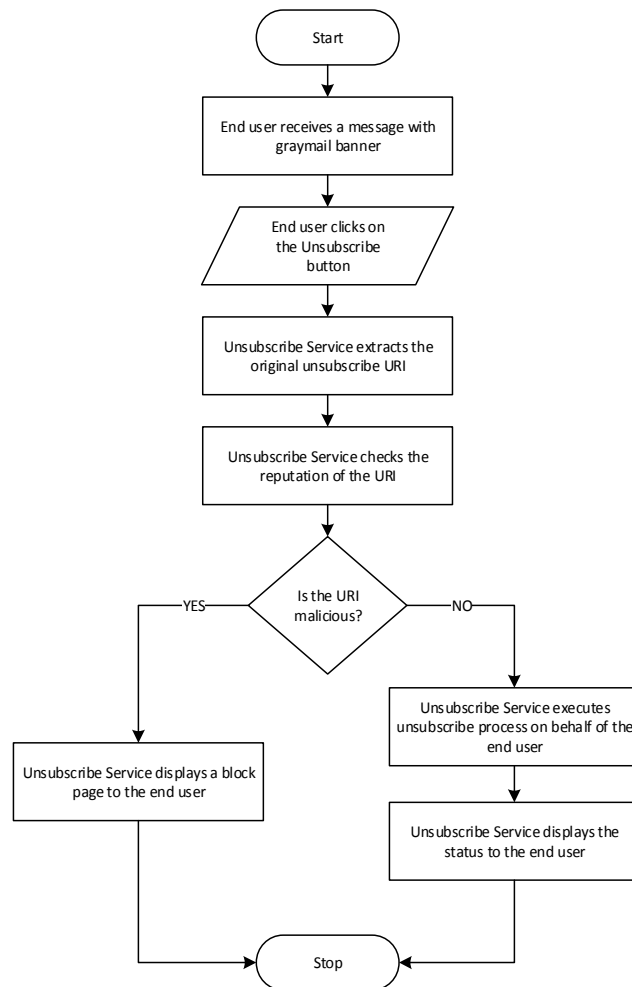 Start
End user receives a message with
graymail banner
End user clicks on
the Unsubscribe
button
Unsubscribe Service extracts the
original unsubscribe URI
Unsubscribe Service checks the
reputation of the URI
Is the URI
malicious?
YES
NO
Unsubscribe Service executes
unsubscribe process on behalf of the
end user
Unsubscribe Service displays a block
page to the end user
Unsubscribe Service displays the
status to the end user
Stop